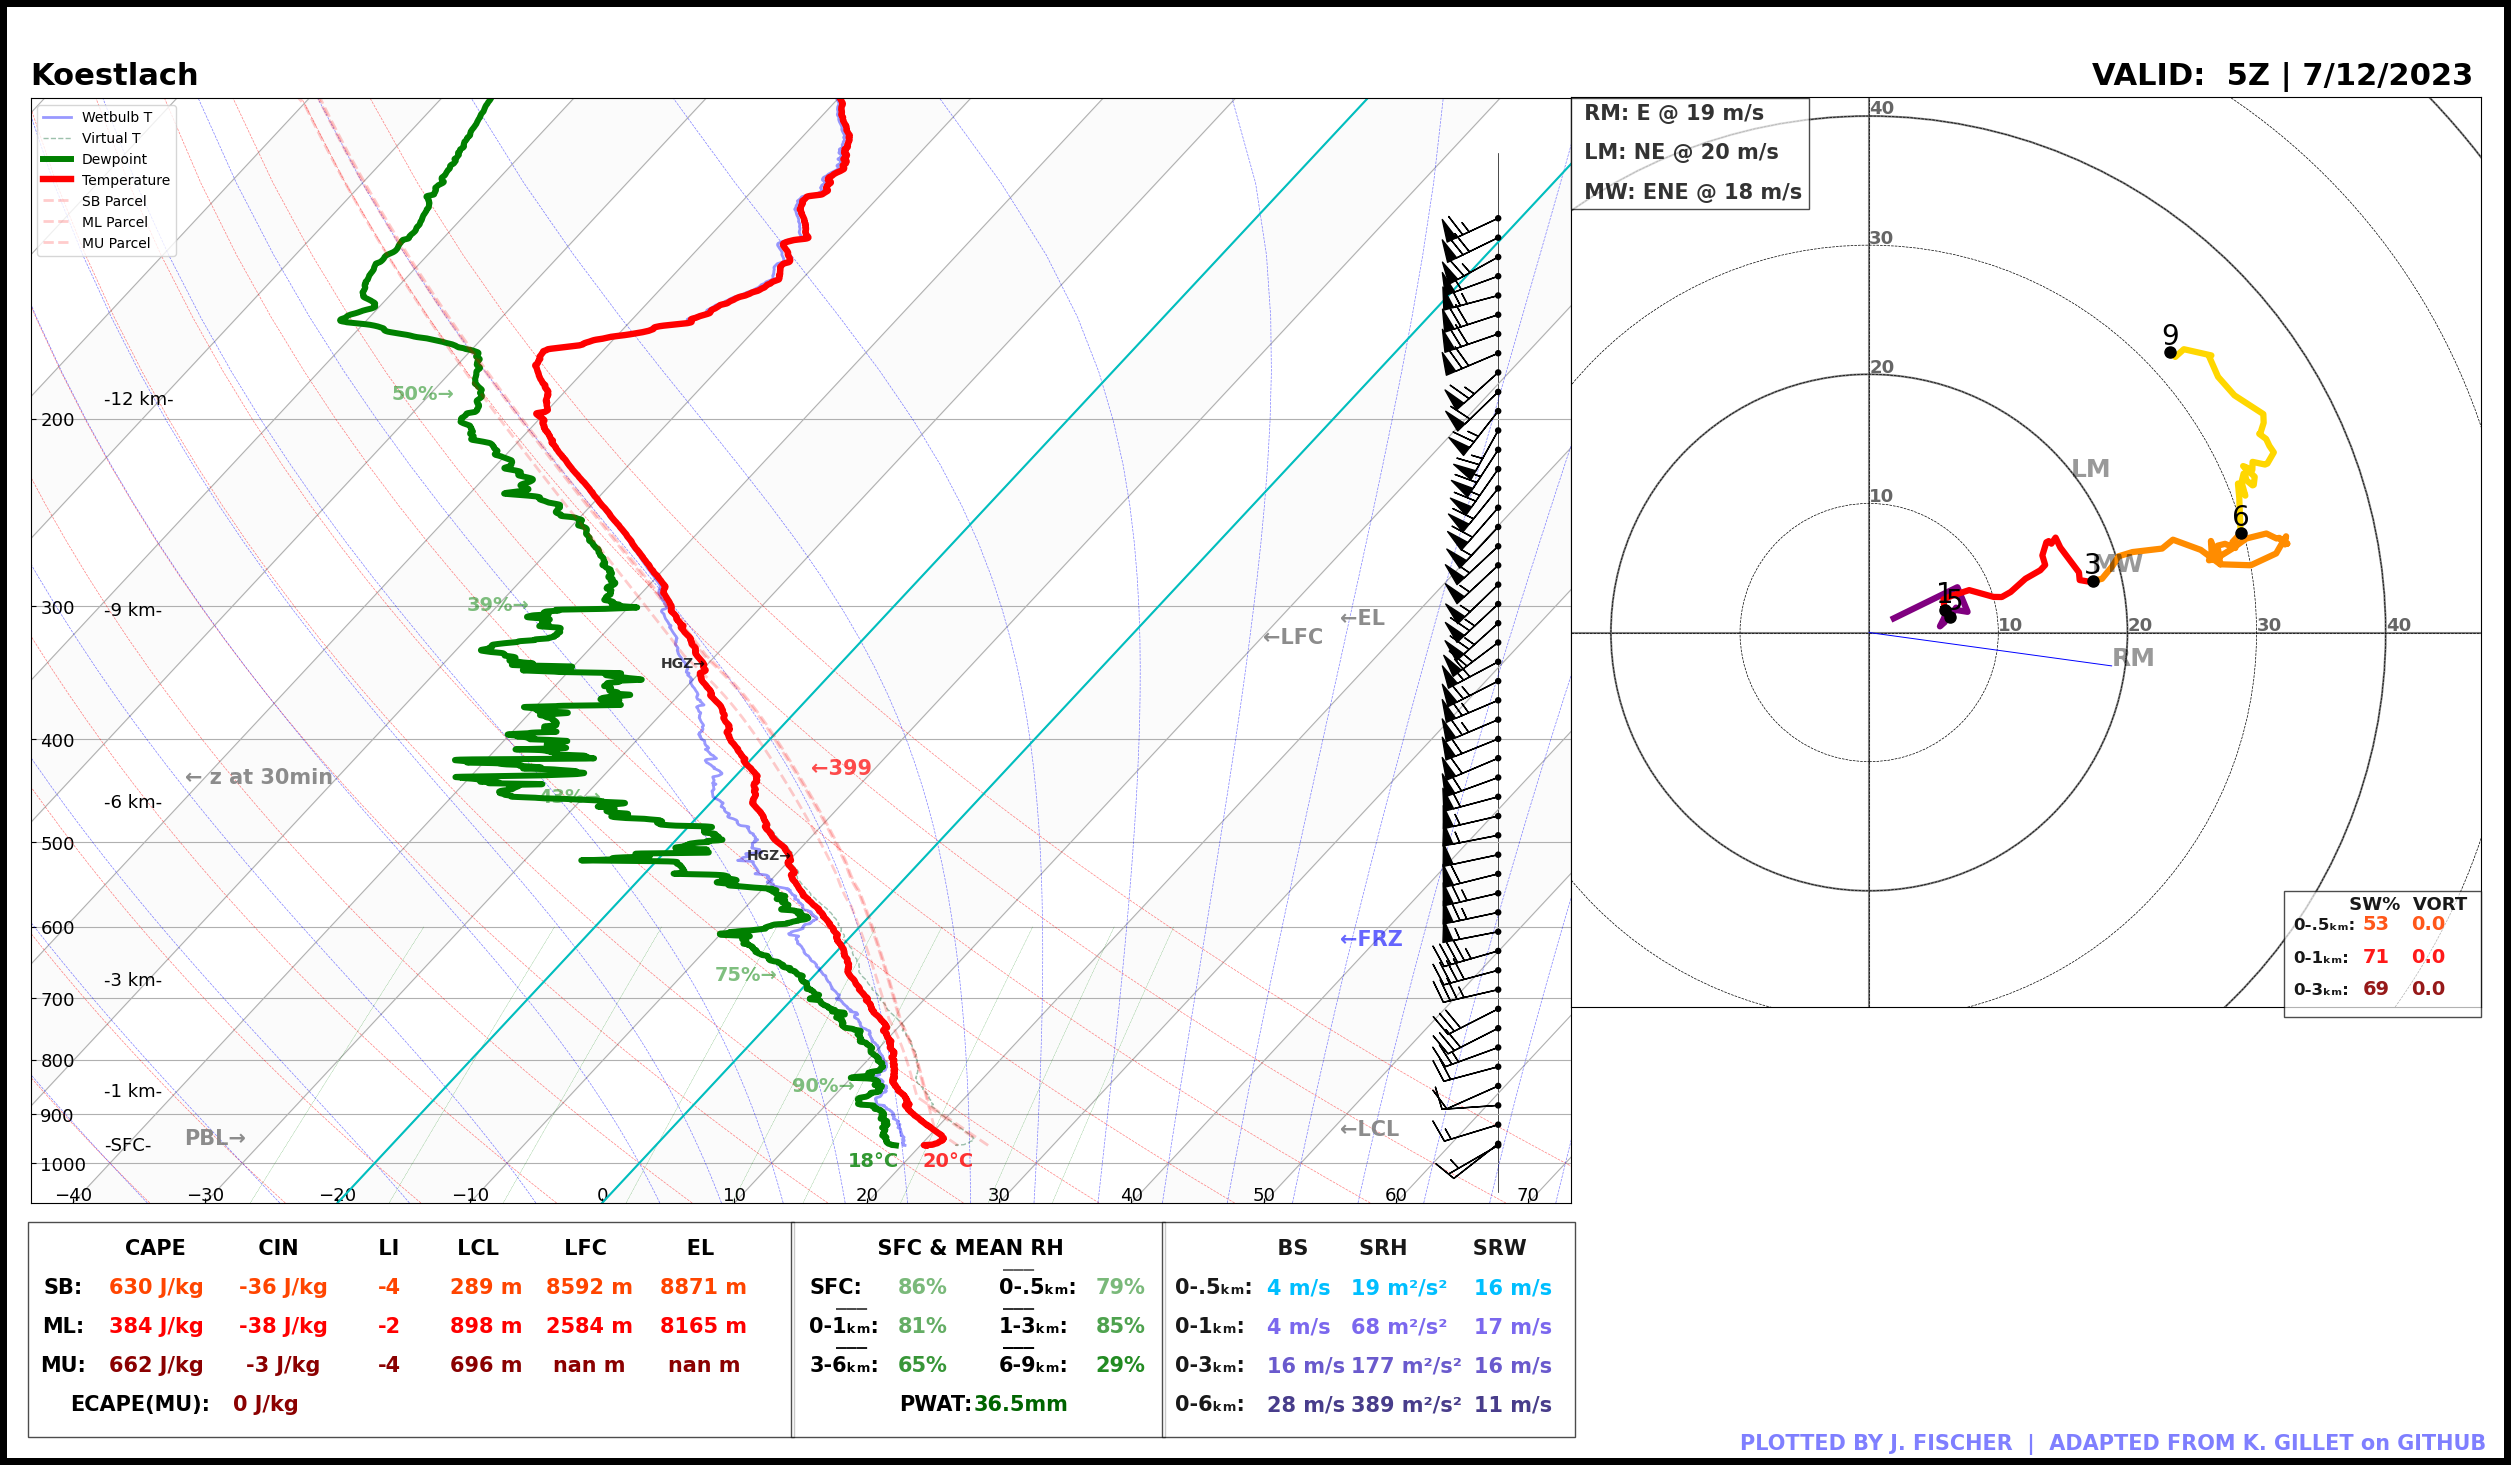 Koestlach
VALID:  5Z | 7/12/2023
Wetbulb T
Virtual T
Dewpoint
Temperature
SB Parcel
ML Parcel
MU Parcel
RM: E @ 19 m/s
LM: NE @ 20 m/s
MW: ENE @ 18 m/s
40
30
20
10
10
20
30
40
9
6
3
1
.5
LM
MW
RM
SW% VORT
0-.5ₖₘ: 53 0.0
0-1ₖₘ: 71 0.0
0-3ₖₘ: 69 0.0
200
300
400
500
600
700
800
900
1000
-12 km-
-9 km-
-6 km-
-3 km-
-1 km-
-SFC-
50%→
39%→
43%→
75%→
90%→
← z at 30min
PBL→
HGZ→
HGZ→
←399
←EL
←LFC
←FRZ
←LCL
18°C 20°C
−40 −30 −20 −10 0 10 20 30 40 50 60 70
CAPE CIN LI LCL LFC EL
SB: 630 J/kg -36 J/kg -4 289 m 8592 m 8871 m
ML: 384 J/kg -38 J/kg -2 898 m 2584 m 8165 m
MU: 662 J/kg -3 J/kg -4 696 m nan m nan m
ECAPE(MU): 0 J/kg
SFC & MEAN RH
SFC: 86% 0-.5ₖₘ: 79%
0-1ₖₘ: 81% 1-3ₖₘ: 85%
3-6ₖₘ: 65% 6-9ₖₘ: 29%
PWAT: 36.5mm
BS SRH SRW
0-.5ₖₘ: 4 m/s 19 m²/s² 16 m/s
0-1ₖₘ: 4 m/s 68 m²/s² 17 m/s
0-3ₖₘ: 16 m/s 177 m²/s² 16 m/s
0-6ₖₘ: 28 m/s 389 m²/s² 11 m/s
PLOTTED BY J. FISCHER | ADAPTED FROM K. GILLET on GITHUB